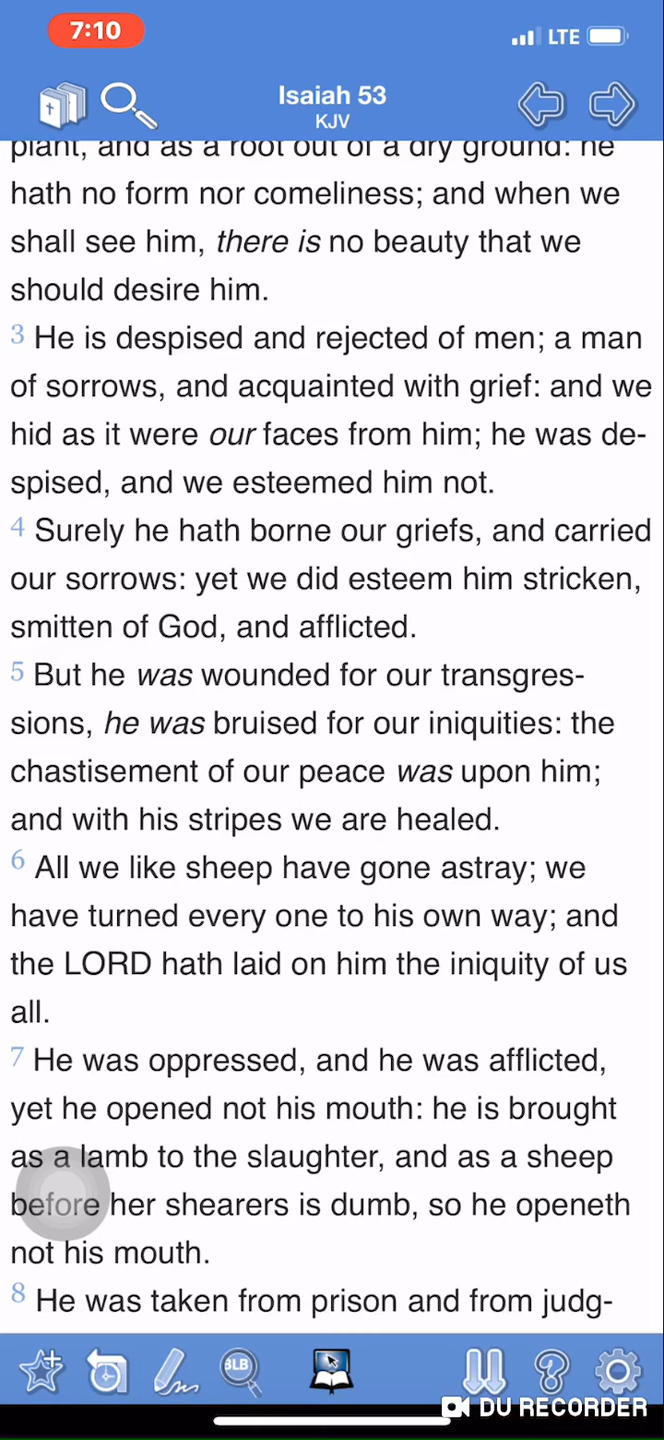 7:10
LTE
Isaiah 53
KJV
plant, and as a root out of a dry ground: he
hath no form nor comeliness; and when we
shall see him, there is no beauty that we
should desire him.
3 He is despised and rejected of men; a man
of sorrows, and acquainted with grief: and we
hid as it were our faces from him; he was de-
spised, and we esteemed him not.
4 Surely he hath borne our griefs, and carried
our sorrows: yet we did esteem him stricken,
smitten of God, and afflicted.
5 But he was wounded for our transgres-
sions, he was bruised for our iniquities: the
chastisement of our peace was upon him;
and with his stripes we are healed.
6 All we like sheep have gone astray; we
have turned every one to his own way; and
the LORD hath laid on him the iniquity of us
all.
7 He was oppressed, and he was afflicted,
yet he opened not his mouth: he is brought
as a lamb to the slaughter, and as a sheep
before her shearers is dumb, so he openeth
not his mouth.
8 He was taken from prison and from judg-
BLB
DU RECORDER